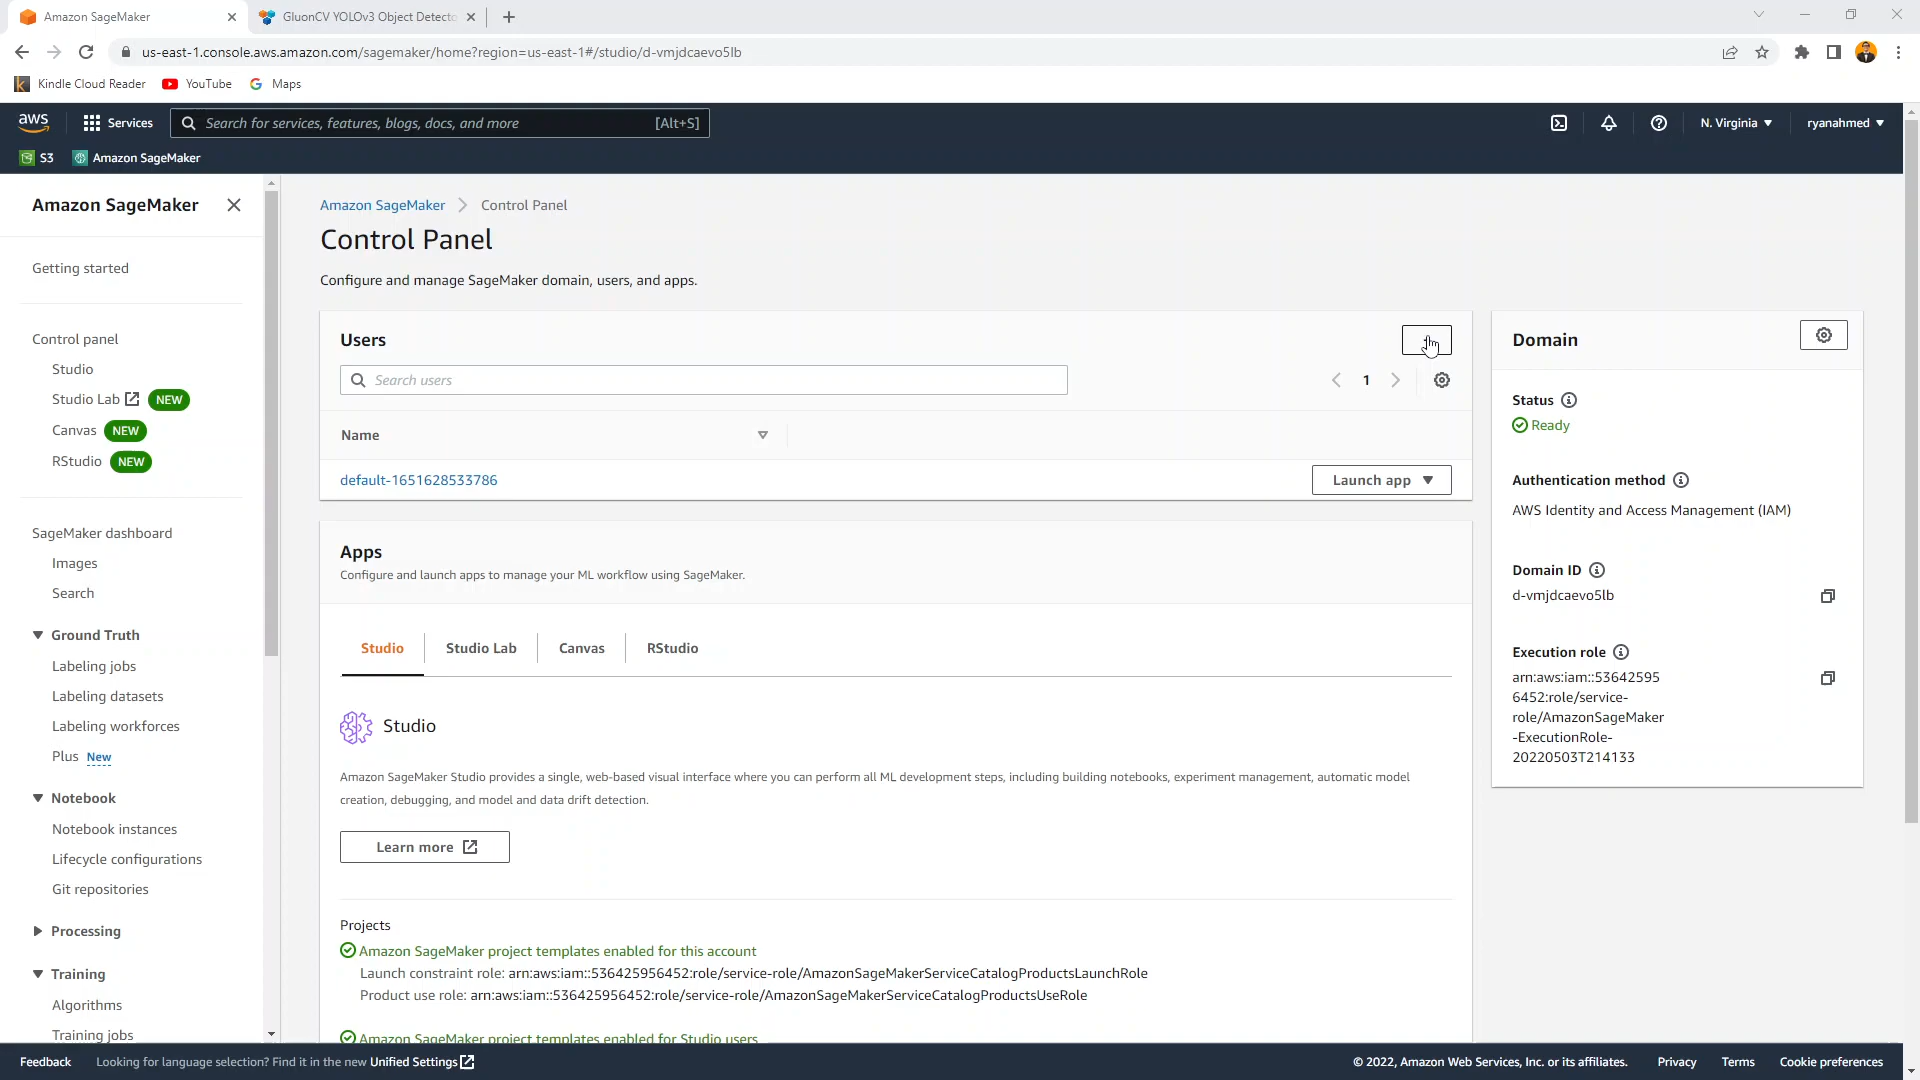 Amazon SageMaker
GluonCV YOLOv3 Object Detecto
us-east-1.console.aws.amazon.com/sagemaker/home?region=us-east-1#/studio/d-vmjdcaevo5lb
Kindle Cloud Reader
YouTube
Maps
aws
Services
Search for services, features, blogs, docs, and more
[Alt+S]
N. Virginia
ryanahmed
S3
Amazon SageMaker
Amazon SageMaker
Getting started
Control panel
Studio
Studio Lab NEW
Canvas NEW
RStudio NEW
SageMaker dashboard
Images
Search
Ground Truth
Labeling jobs
Labeling datasets
Labeling workforces
Plus New
Notebook
Notebook instances
Lifecycle configurations
Git repositories
Processing
Training
Algorithms
Training jobs
Amazon SageMaker
Control Panel
Control Panel
Configure and manage SageMaker domain, users, and apps.
Users
Search users
1
Name
default-1651628533786
Launch app
Apps
Configure and launch apps to manage your ML workflow using SageMaker.
Studio
Studio Lab
Canvas
RStudio
Studio
Amazon SageMaker Studio provides a single, web-based visual interface where you can perform all ML development steps, including building notebooks, experiment management, automatic model
creation, debugging, and model and data drift detection.
Learn more
Projects
Amazon SageMaker project templates enabled for this account
Launch constraint role: arn:aws:iam::536425956452:role/service-role/AmazonSageMakerServiceCatalogProductsLaunchRole
Product use role: arn:aws:iam::536425956452:role/service-role/AmazonSageMakerServiceCatalogProductsUseRole
Amazon SageMaker project templates enabled for Studio users
Domain
Status
Ready
Authentication method
AWS Identity and Access Management (IAM)
Domain ID
d-vmjdcaevo5lb
Execution role
arn:aws:iam::53642595
6452:role/service-
role/AmazonSageMaker
-ExecutionRole-
20220503T214133
Feedback
Looking for language selection? Find it in the new Unified Settings
© 2022, Amazon Web Services, Inc. or its affiliates.
Privacy
Terms
Cookie preferences